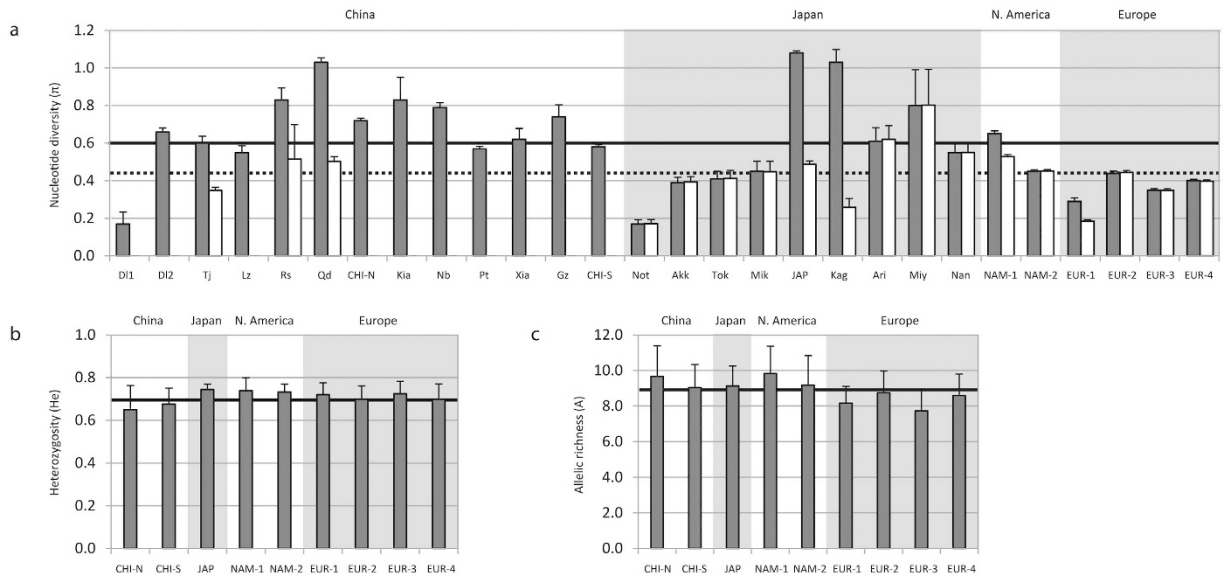 China Japan N. America Europe
a
1.2
1.0
0.8
0.6
0.4
0.2
0.0
Nucleotide diversity (π)
Dl1 Dl2 Tj Lz Rs Qd CHI-N Kia Nb Pt Xia Gz CHI-S Not Akk Tok Mik JAP Kag Ari Miy Nan NAM-1 NAM-2 EUR-1 EUR-2 EUR-3 EUR-4
b
China Japan N. America Europe
1.0
0.8
0.6
0.4
0.2
0.0
Heterozygosity (He)
CHI-N CHI-S JAP NAM-1 NAM-2 EUR-1 EUR-2 EUR-3 EUR-4
c
China Japan N. America Europe
12.0
10.0
8.0
6.0
4.0
2.0
0.0
Allelic richness (A)
CHI-N CHI-S JAP NAM-1 NAM-2 EUR-1 EUR-2 EUR-3 EUR-4